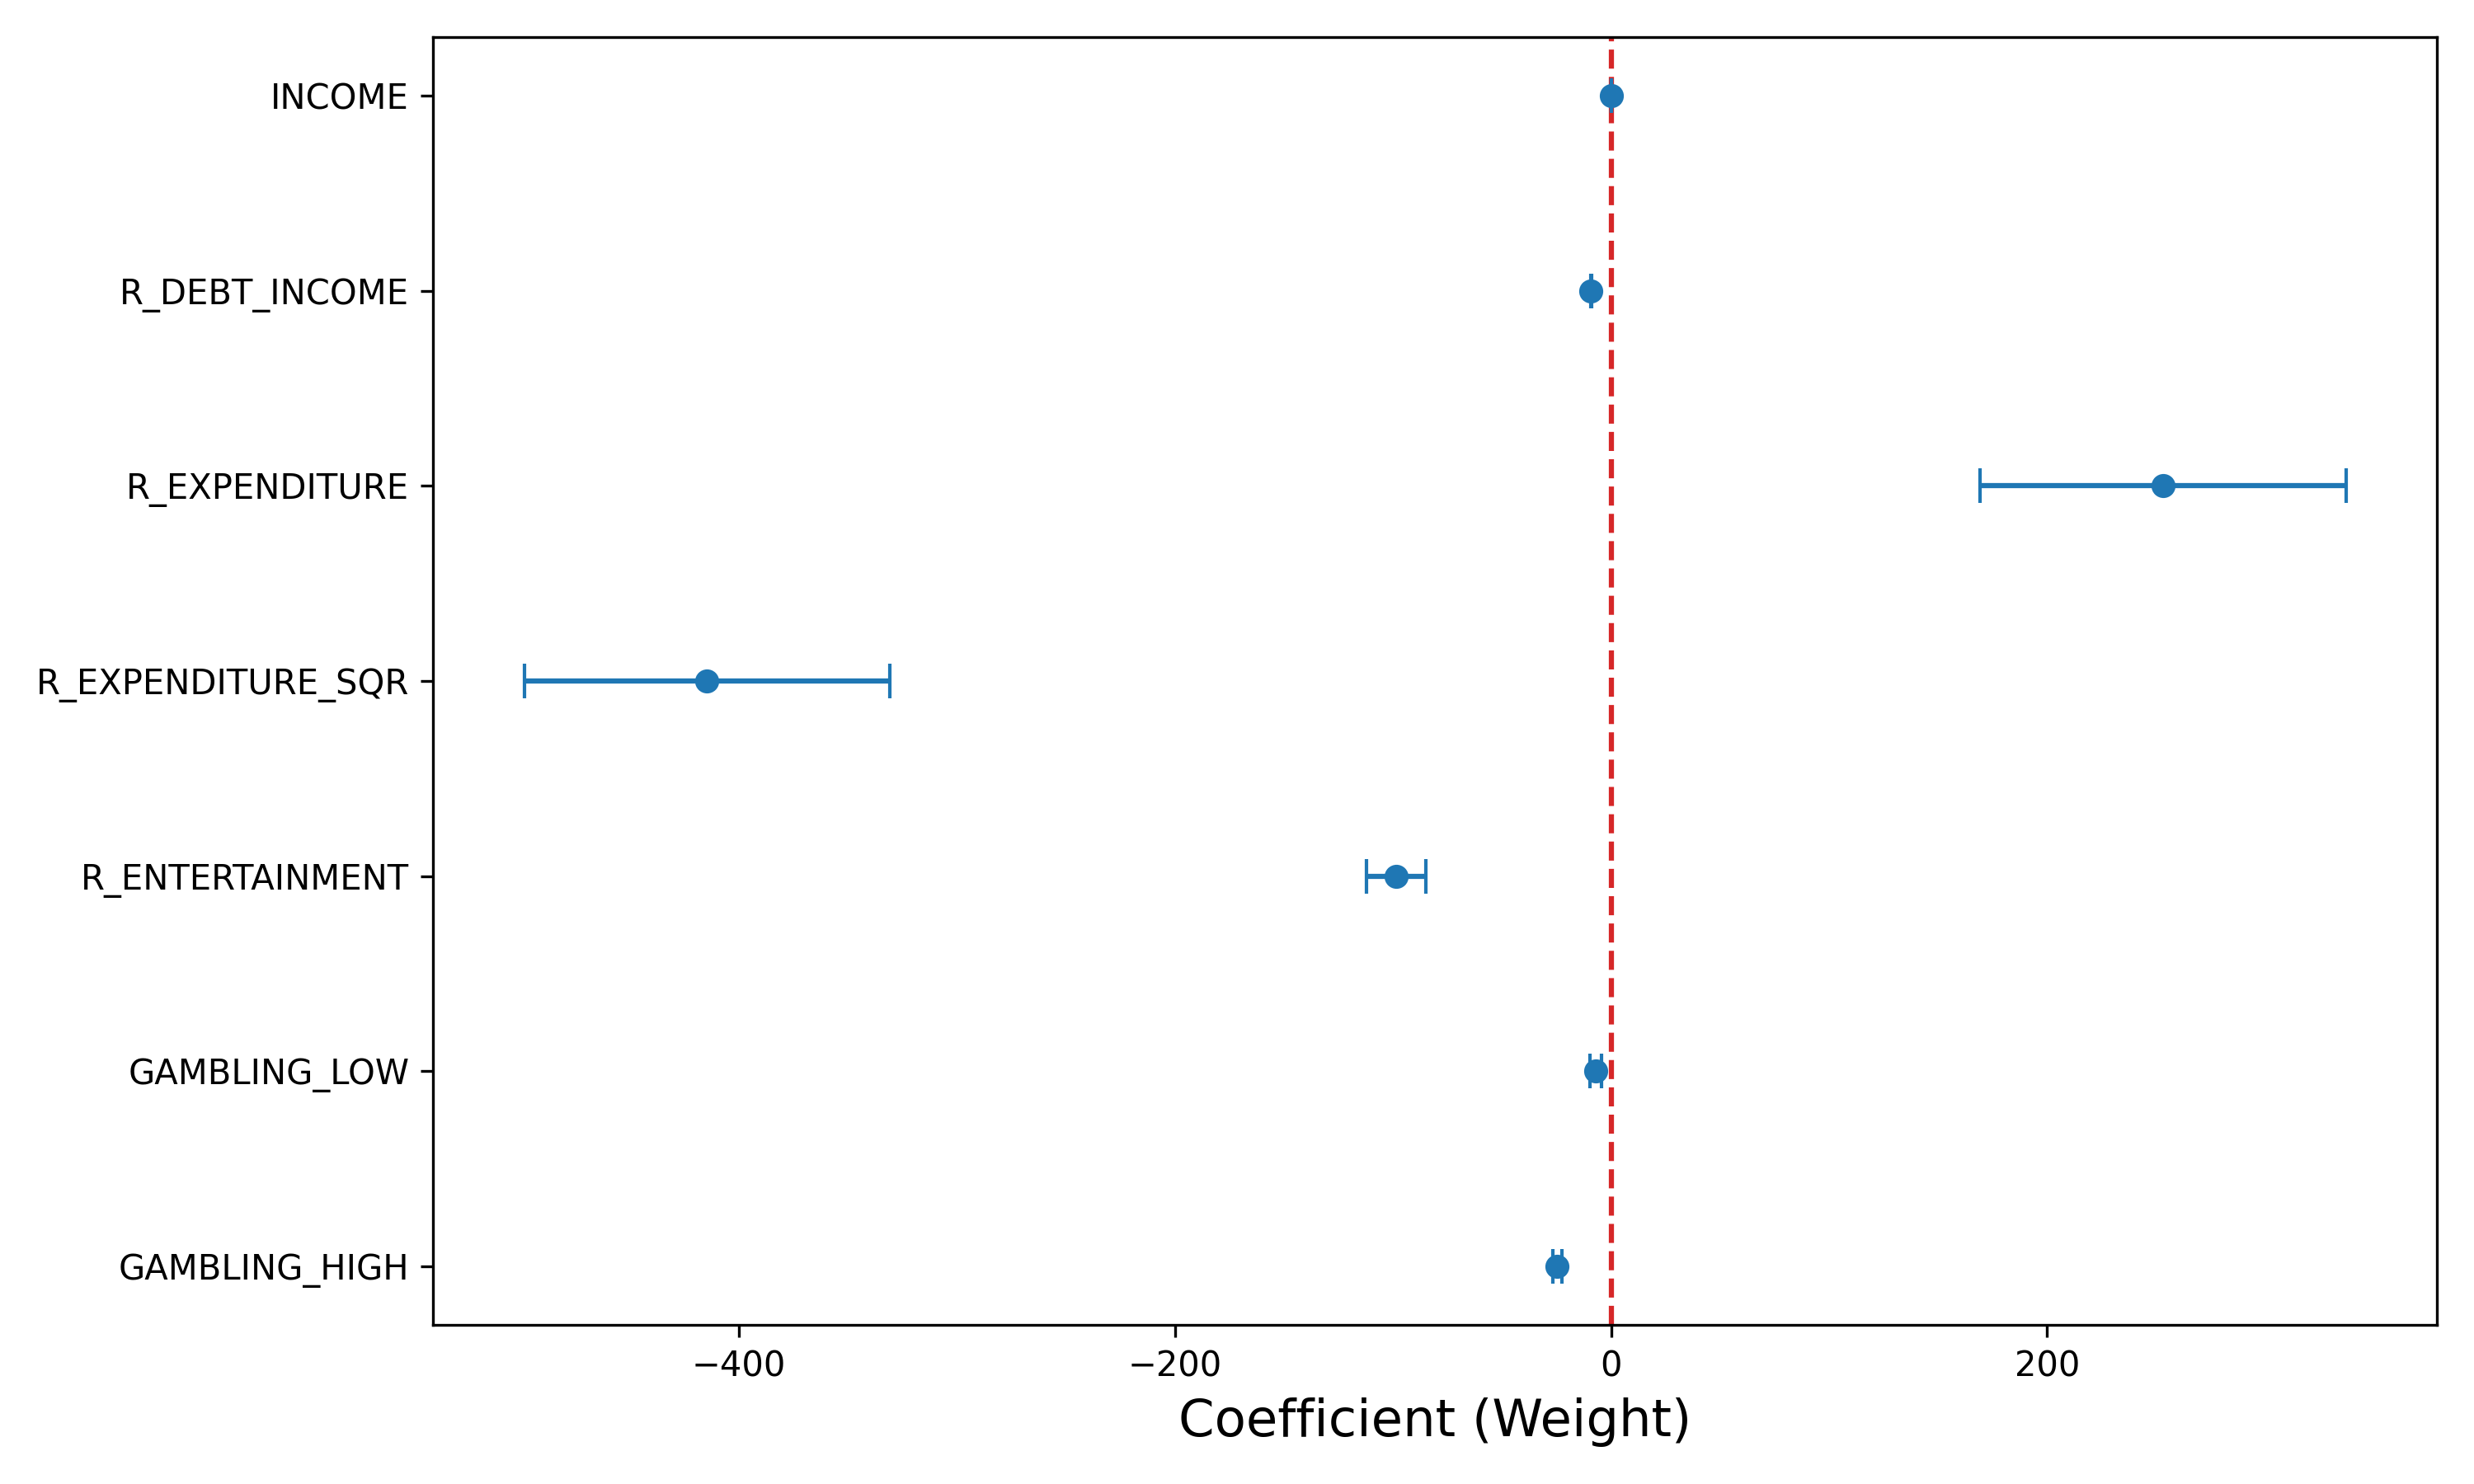 INCOME
R_DEBT_INCOME
R_EXPENDITURE
R_EXPENDITURE_SQR
R_ENTERTAINMENT
GAMBLING_LOW
GAMBLING_HIGH
−400 −200 0 200
Coefficient (Weight)